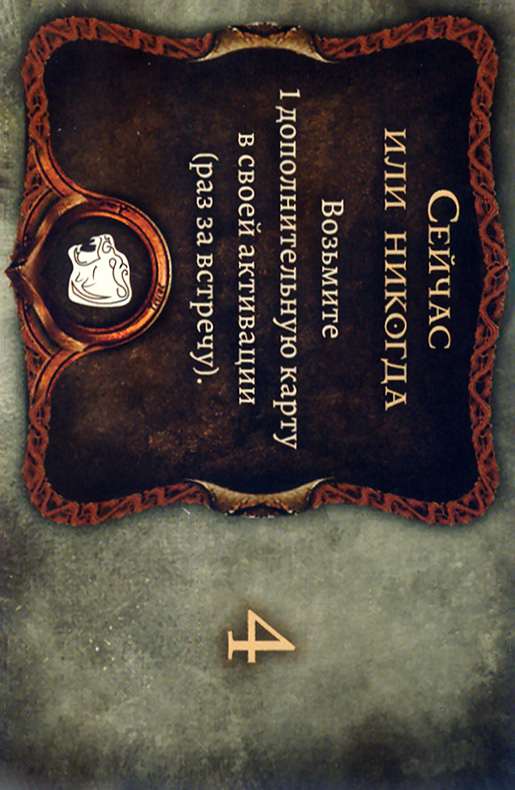 Сейчас
или никогда
Возьмите
1 дополнительную карту
в своей активации
(раз за встречу).
4